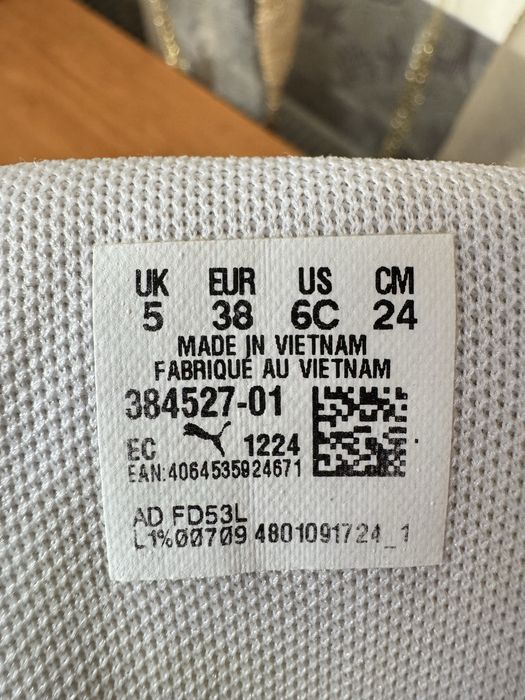 UK EUR US CM
5 38 6C 24
MADE IN VIETNAM
FABRIQUÉ AU VIETNAM
384527-01
EC 1224
EAN:4064535924671
AD FD53L
L1%00709 4801091724_1